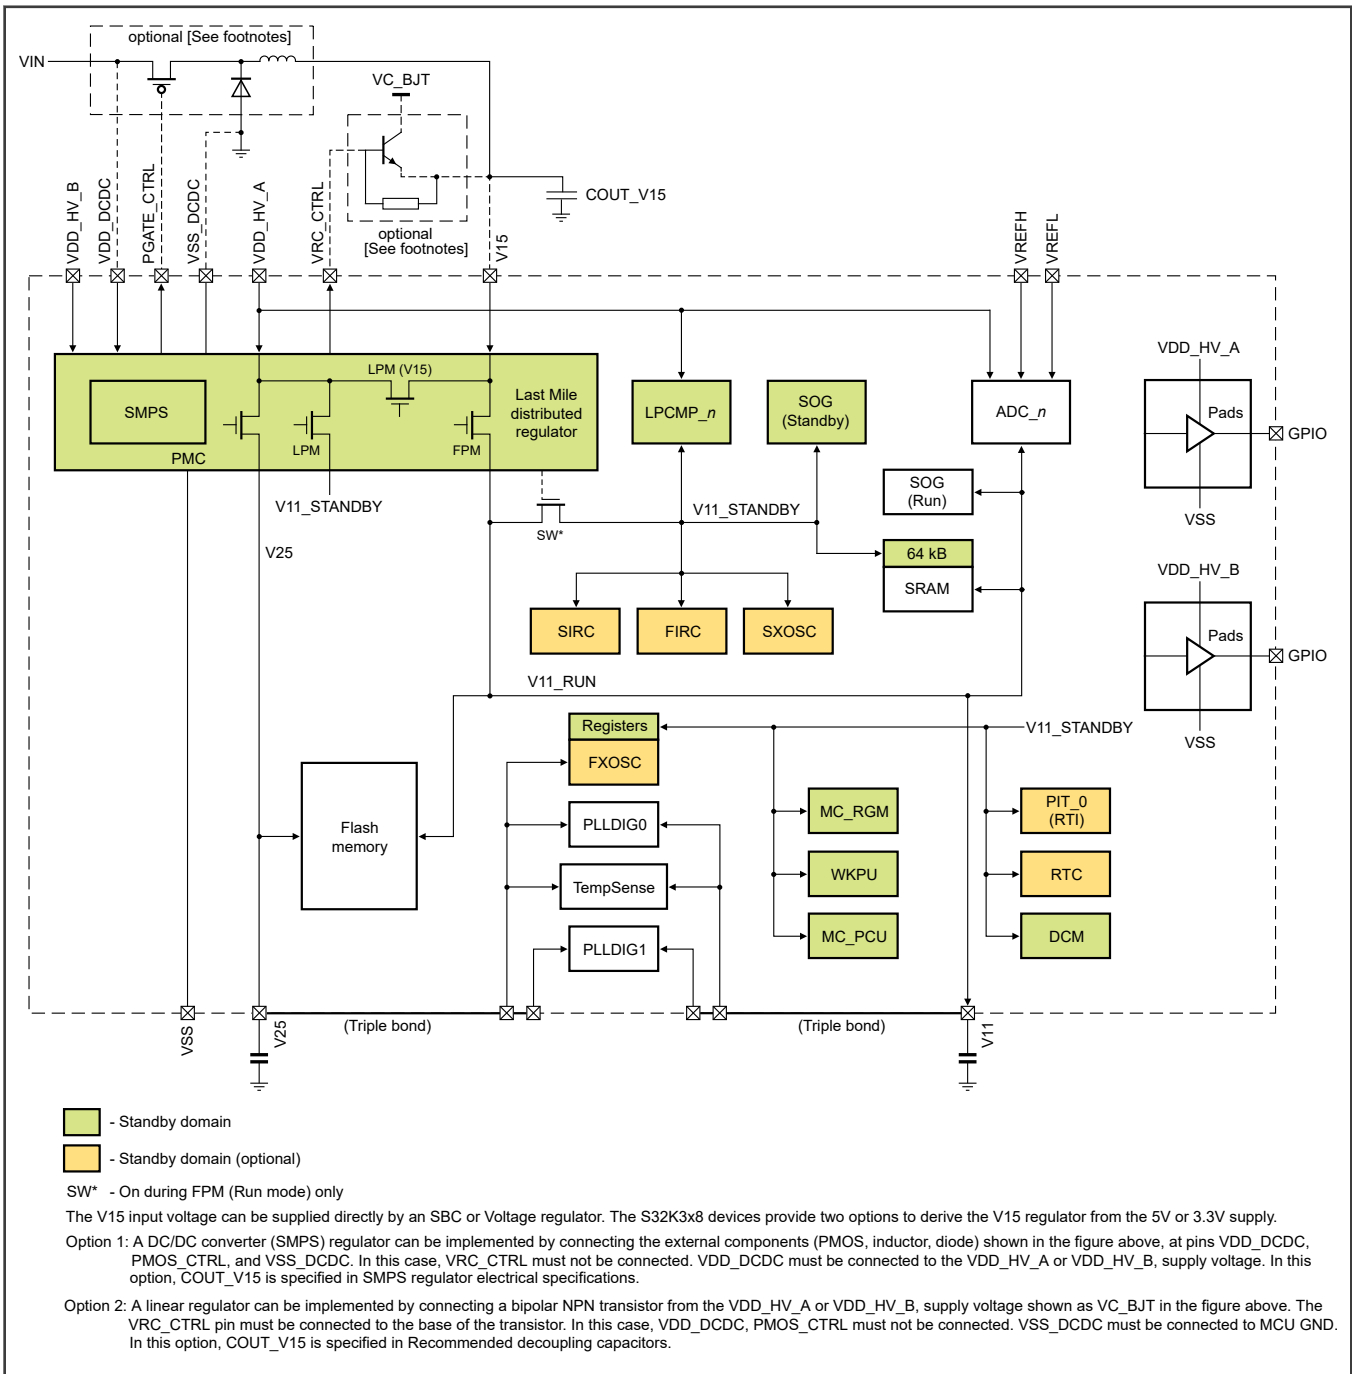 optional [See footnotes]
VIN
VC_BJT
VDD_HV_B
VDD_DCDC
PGATE_CTRL
VSS_DCDC
VDD_HV_A
VRC_CTRL
optional
[See footnotes]
V15
COUT_V15
VREFH
VREFL
LPM (V15)
SMPS
Last Mile
distributed
regulator
LPM
FPM
PMC
LPCMP_n
SOG
(Standby)
ADC_n
VDD_HV_A
Pads
GPIO
VSS
V11_STANDBY
V11_STANDBY
SW*
SOG
(Run)
V25
64 kB
SRAM
VDD_HV_B
Pads
GPIO
VSS
SIRC
FIRC
SXOSC
V11_RUN
Registers
FXOSC
V11_STANDBY
Flash
memory
PLLDIG0
TempSense
PLLDIG1
MC_RGM
WKPU
MC_PCU
PIT_0
(RTI)
RTC
DCM
VSS
V25
(Triple bond)
(Triple bond)
V11
- Standby domain
- Standby domain (optional)
SW* - On during FPM (Run mode) only
The V15 input voltage can be supplied directly by an SBC or Voltage regulator. The S32K3x8 devices provide two options to derive the V15 regulator from the 5V or 3.3V supply.
Option 1: A DC/DC converter (SMPS) regulator can be implemented by connecting the external components (PMOS, inductor, diode) shown in the figure above, at pins VDD_DCDC,
PMOS_CTRL, and VSS_DCDC. In this case, VRC_CTRL must not be connected. VDD_DCDC must be connected to the VDD_HV_A or VDD_HV_B, supply voltage. In this
option, COUT_V15 is specified in SMPS regulator electrical specifications.
Option 2: A linear regulator can be implemented by connecting a bipolar NPN transistor from the VDD_HV_A or VDD_HV_B, supply voltage shown as VC_BJT in the figure above. The
VRC_CTRL pin must be connected to the base of the transistor. In this case, VDD_DCDC, PMOS_CTRL must not be connected. VSS_DCDC must be connected to MCU GND.
In this option, COUT_V15 is specified in Recommended decoupling capacitors.